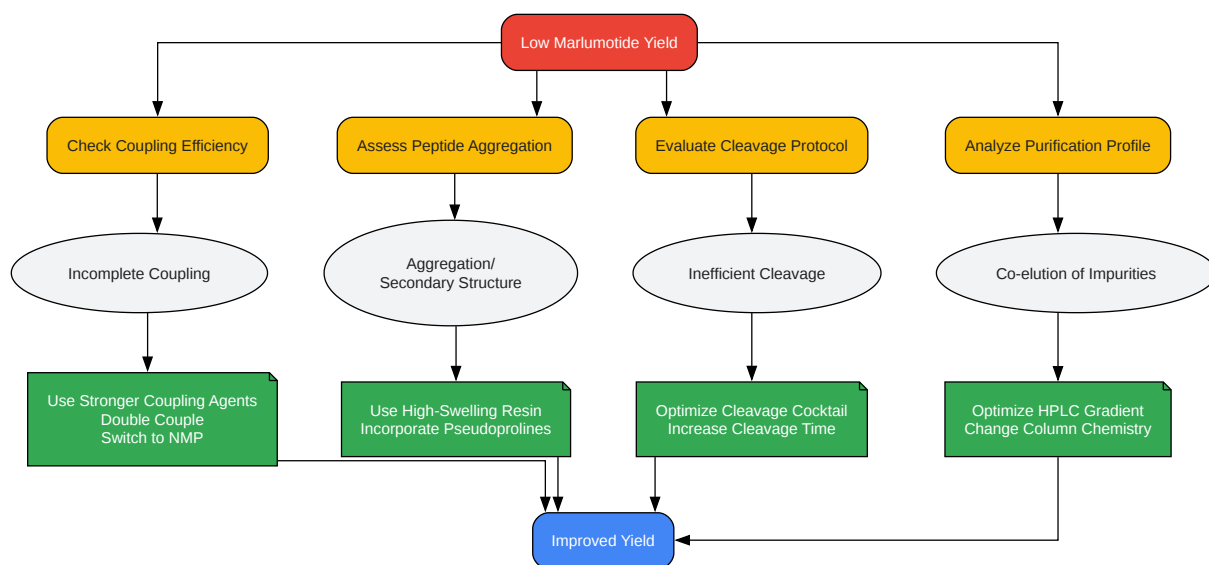 Low Marlumotide Yield
Check Coupling Efficiency
Assess Peptide Aggregation
Evaluate Cleavage Protocol
Analyze Purification Profile
Incomplete Coupling
Aggregation/
Secondary Structure
Inefficient Cleavage
Co-elution of Impurities
Use Stronger Coupling Agents
Double Couple
Switch to NMP
Use High-Swelling Resin
Incorporate Pseudoprolines
Optimize Cleavage Cocktail
Increase Cleavage Time
Optimize HPLC Gradient
Change Column Chemistry
Improved Yield